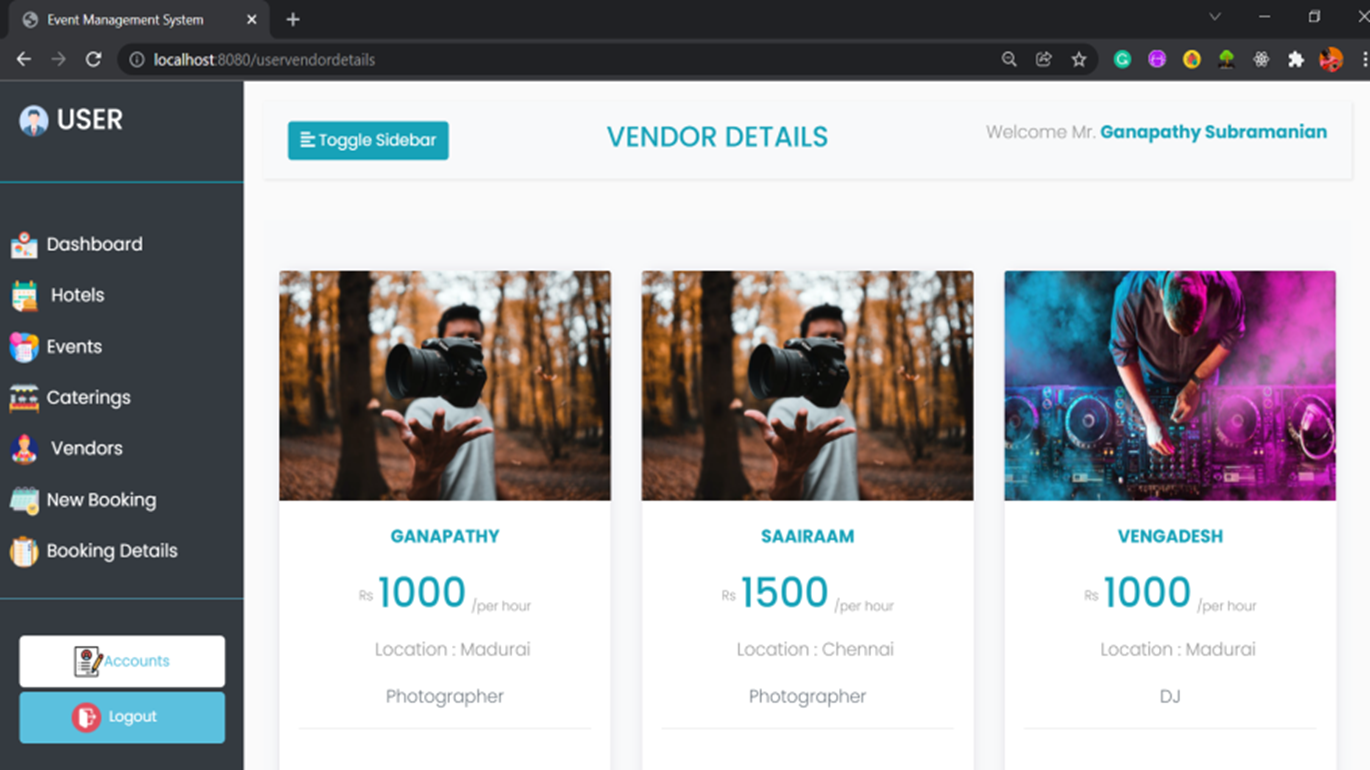 Event Management System
localhost:8080/uservendordetails
USER
Toggle Sidebar
VENDOR DETAILS
Welcome Mr. Ganapathy Subramanian
Dashboard
Hotels
Events
Caterings
Vendors
New Booking
Booking Details
Accounts
Logout
GANAPATHY
Rs 1000 /per hour
Location : Madurai
Photographer
SAAIRAAM
Rs 1500 /per hour
Location : Chennai
Photographer
VENGADESH
Rs 1000 /per hour
Location : Madurai
DJ